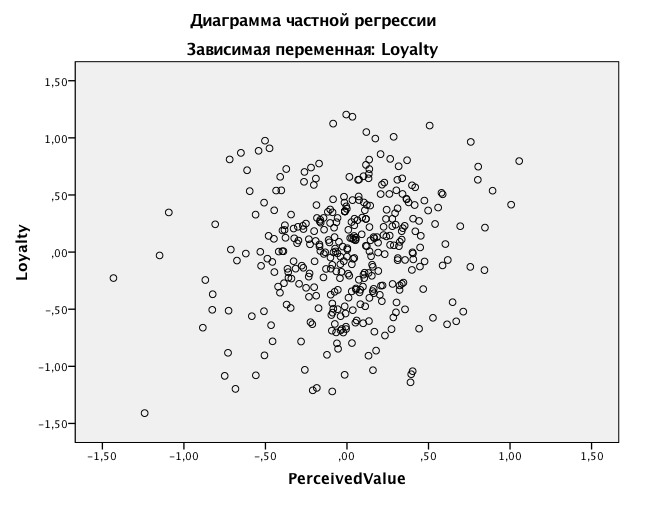 Диаграмма частной регрессии
Зависимая переменная: Loyalty
1,50
1,00
,50
,00
-,50
-1,00
-1,50
Loyalty
-1,50 -1,00 -,50 ,00 ,50 1,00 1,50
PerceivedValue